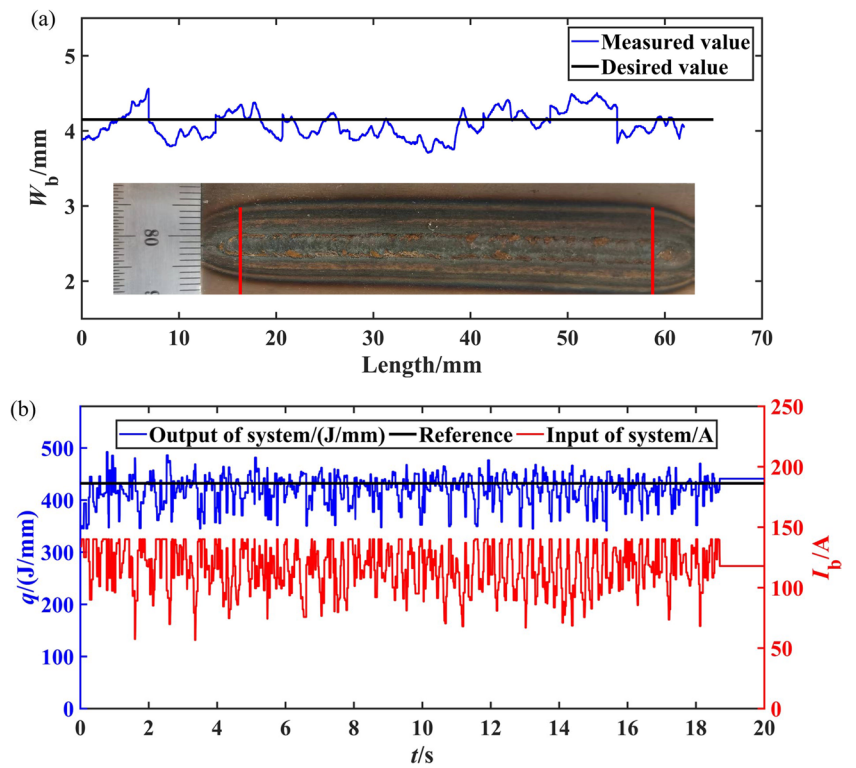 (a)
Measured value
Desired value
5
4
3
2
W_b/mm
80
0 10 20 30 40 50 60 70
Length/mm
(b)
Output of system/(J/mm) Reference Input of system/A
500
400
300
200
100
0
q/(J/mm)
250
200
150
100
50
0
I_b/A
0 2 4 6 8 10 12 14 16 18 20
t/s